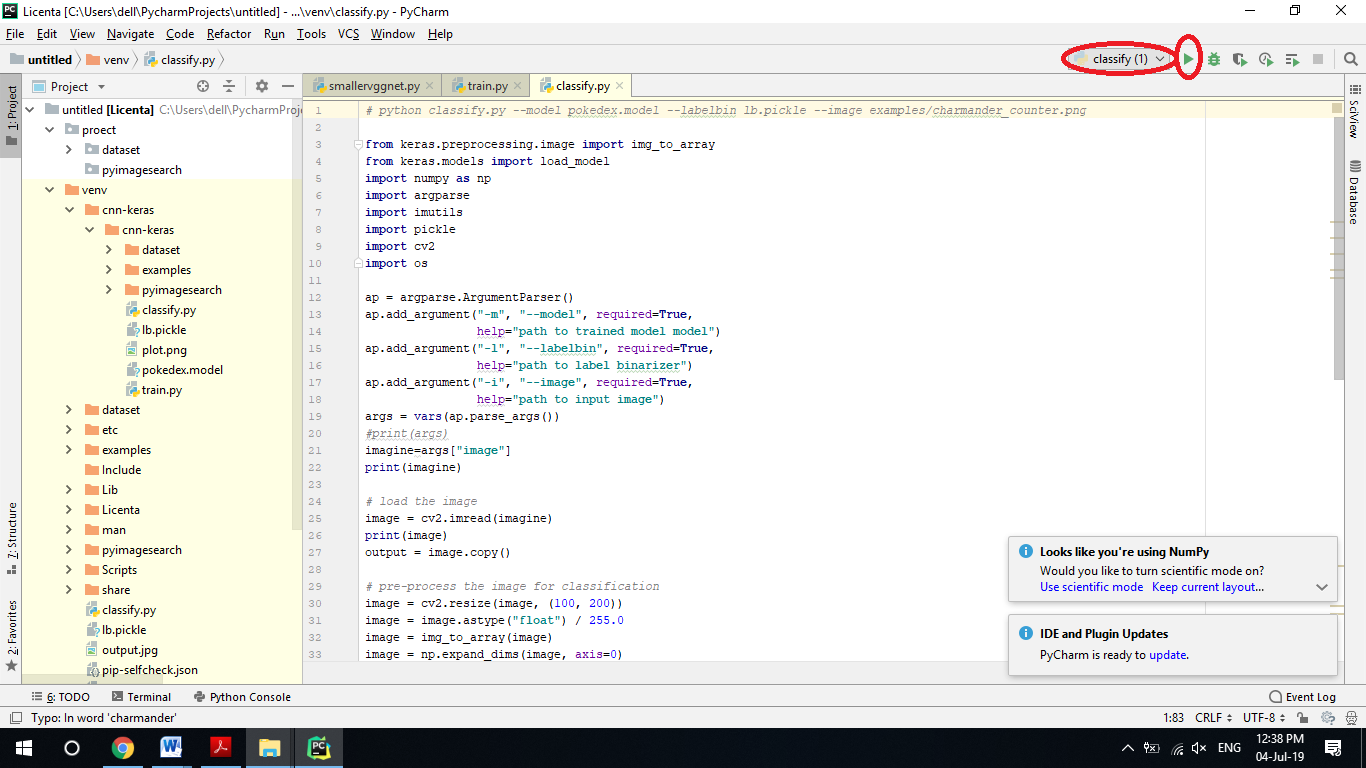 Licenta [C:\Users\dell\PycharmProjects\untitled] - ...\venv\classify.py - PyCharm
File Edit View Navigate Code Refactor Run Tools VCS Window Help
untitled venv classify.py classify (1)
Project
smallervggnet.py train.py classify.py
1: Project
7: Structure
2: Favorites
untitled [Licenta] C:\Users\dell\PycharmProj
proect
dataset
pyimagesearch
venv
cnn-keras
cnn-keras
dataset
examples
pyimagesearch
classify.py
lb.pickle
plot.png
pokedex.model
train.py
dataset
etc
examples
Include
Lib
Licenta
man
pyimagesearch
Scripts
share
classify.py
lb.pickle
output.jpg
pip-selfcheck.json
1 # python classify.py --model pokedex.model --labelbin lb.pickle --image examples/charmander_counter.png
2
3 from keras.preprocessing.image import img_to_array
4 from keras.models import load_model
5 import numpy as np
6 import argparse
7 import imutils
8 import pickle
9 import cv2
10 import os
11
12 ap = argparse.ArgumentParser()
13 ap.add_argument("-m", "--model", required=True,
14 help="path to trained model model")
15 ap.add_argument("-l", "--labelbin", required=True,
16 help="path to label binarizer")
17 ap.add_argument("-i", "--image", required=True,
18 help="path to input image")
19 args = vars(ap.parse_args())
20 #print(args)
21 imagine=args["image"]
22 print(imagine)
23
24 # load the image
25 image = cv2.imread(imagine)
26 print(image)
27 output = image.copy()
28
29 # pre-process the image for classification
30 image = cv2.resize(image, (100, 200))
31 image = image.astype("float") / 255.0
32 image = img_to_array(image)
33 image = np.expand_dims(image, axis=0)
SciView
Database
Looks like you're using NumPy
Would you like to turn scientific mode on?
Use scientific mode Keep current layout...
IDE and Plugin Updates
PyCharm is ready to update.
6: TODO Terminal Python Console Event Log
Typo: In word 'charmander' 1:83 CRLF UTF-8
ENG 12:38 PM
04-Jul-19